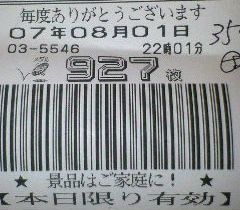 毎度ありがとうございます
07年08月01日
03-5546 22時01分
927
★ 景品はご家庭に! ★
【本日限り有効】